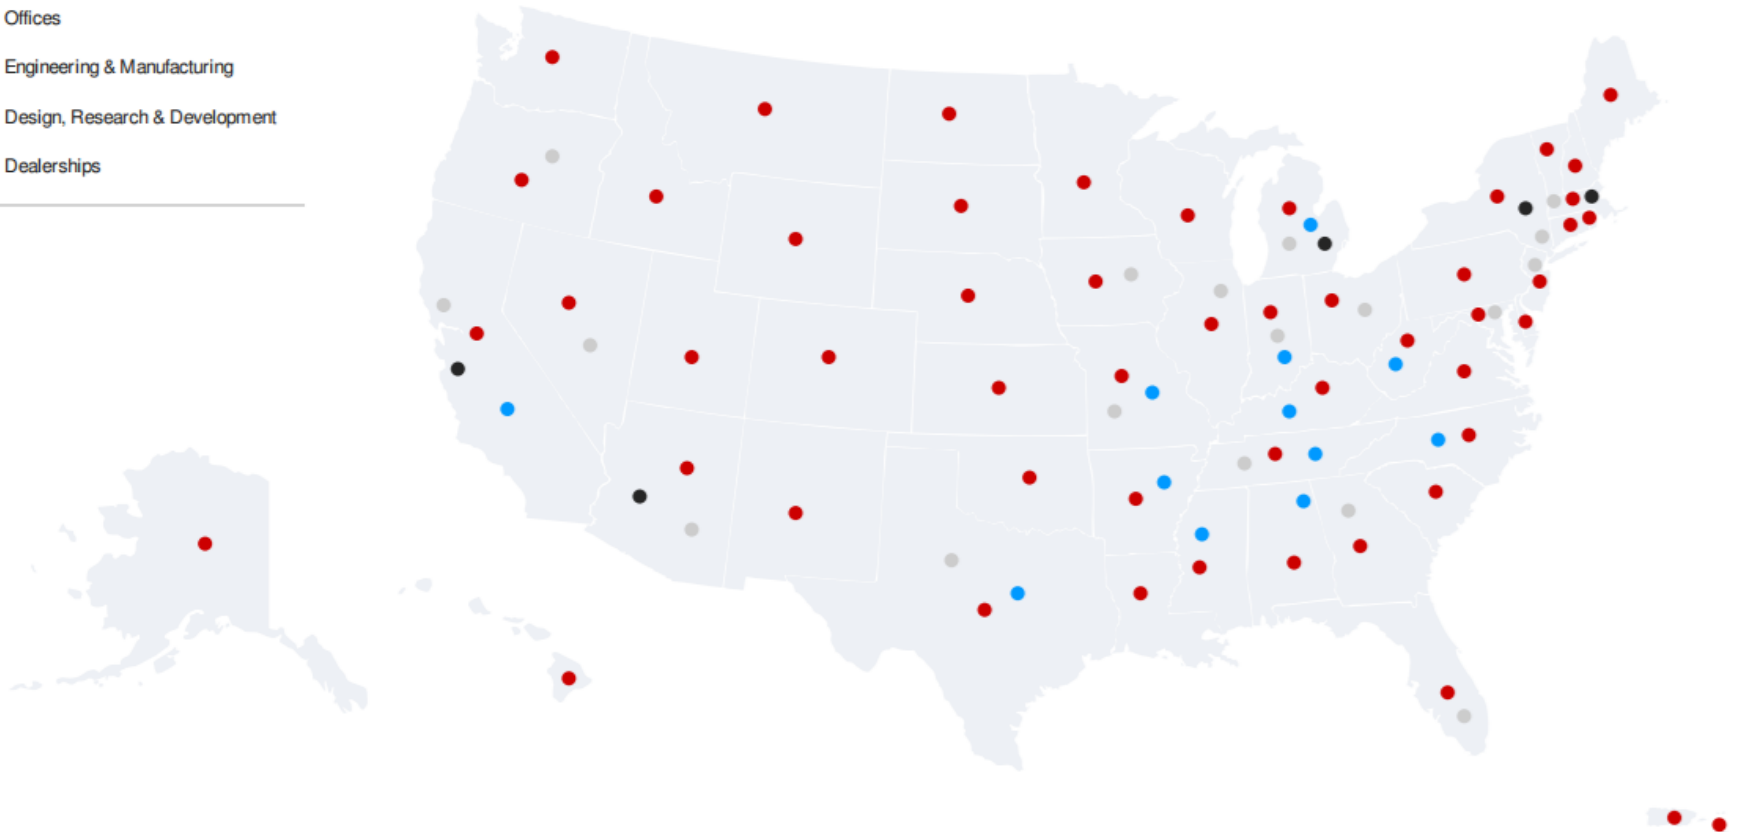 Offices
Engineering & Manufacturing
Design, Research & Development
Dealerships